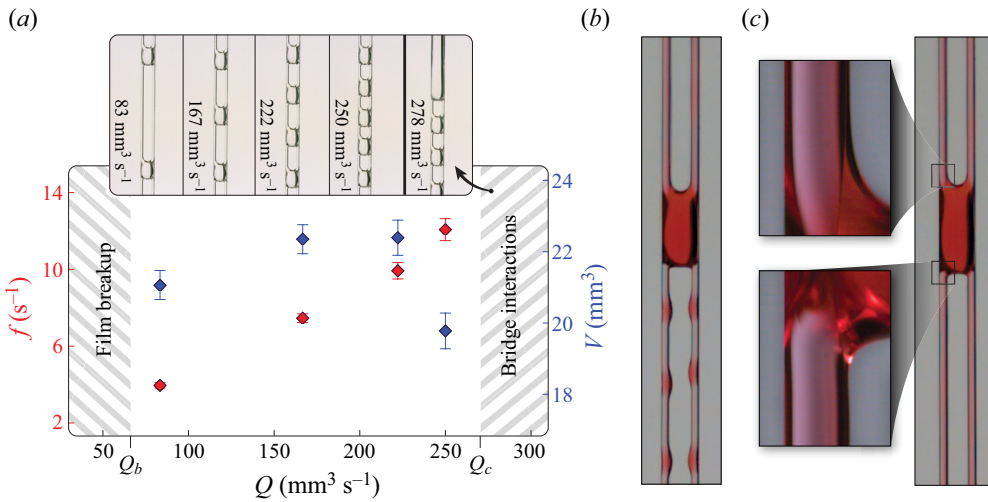 (a)
(b)
(c)
83 mm³ s⁻¹
167 mm³ s⁻¹
222 mm³ s⁻¹
250 mm³ s⁻¹
278 mm³ s⁻¹
14
10
6
2
f (s⁻¹)
Film breakup
Bridge interactions
24
22
20
18
V (mm³)
50
100
150
200
250
300
Q_b
Q_c
Q (mm³ s⁻¹)